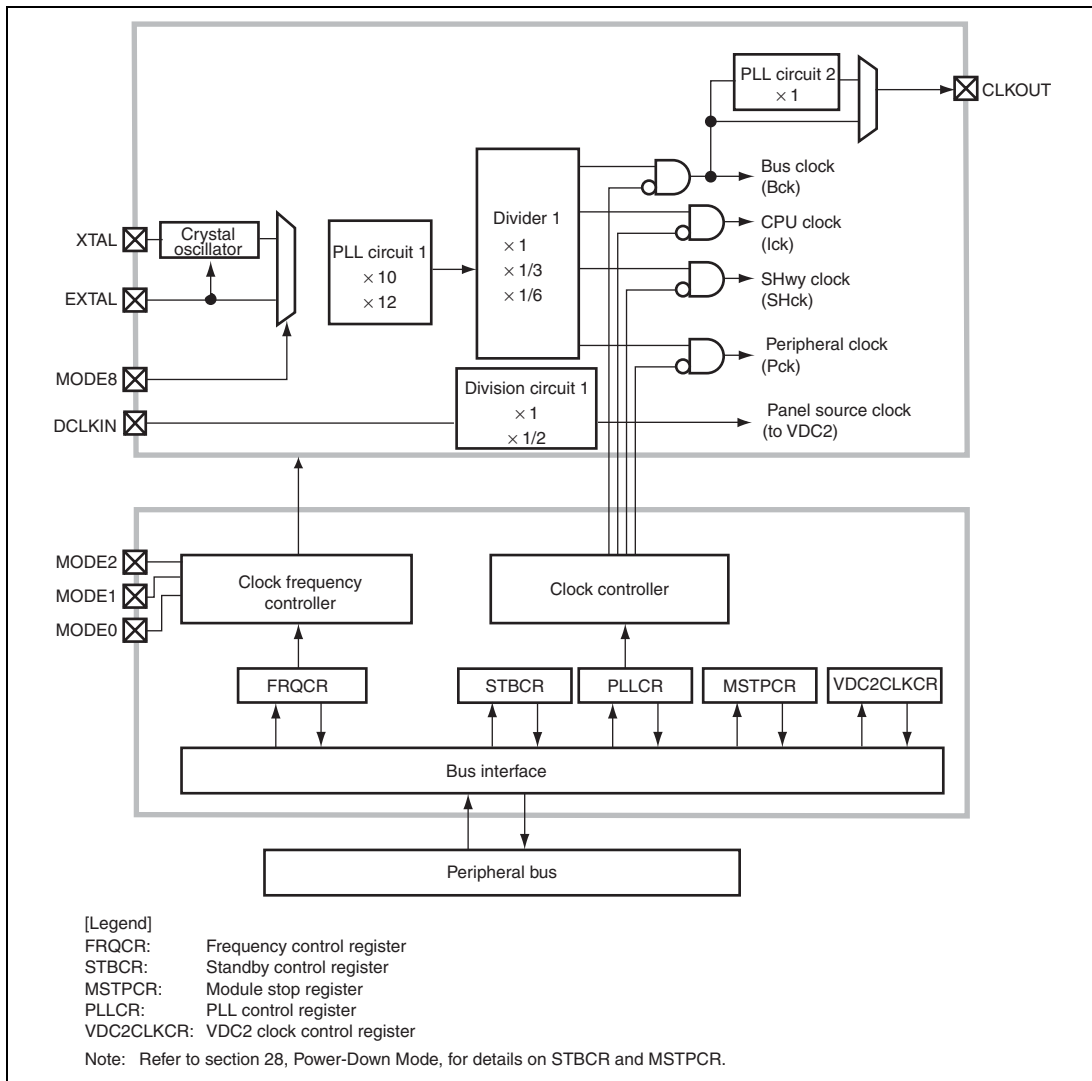 PLL circuit 2
× 1
CLKOUT
Bus clock
(Bck)
Divider 1
× 1
× 1/3
× 1/6
CPU clock
(Ick)
XTAL
Crystal
oscillator
PLL circuit 1
× 10
× 12
SHwy clock
(SHck)
EXTAL
Peripheral clock
(Pck)
MODE8
Division circuit 1
× 1
× 1/2
DCLKIN
Panel source clock
(to VDC2)
MODE2
MODE1
MODE0
Clock frequency
controller
Clock controller
FRQCR
STBCR
PLLCR
MSTPCR
VDC2CLKCR
Bus interface
Peripheral bus
[Legend]
FRQCR: Frequency control register
STBCR: Standby control register
MSTPCR: Module stop register
PLLCR: PLL control register
VDC2CLKCR: VDC2 clock control register
Note: Refer to section 28, Power-Down Mode, for details on STBCR and MSTPCR.